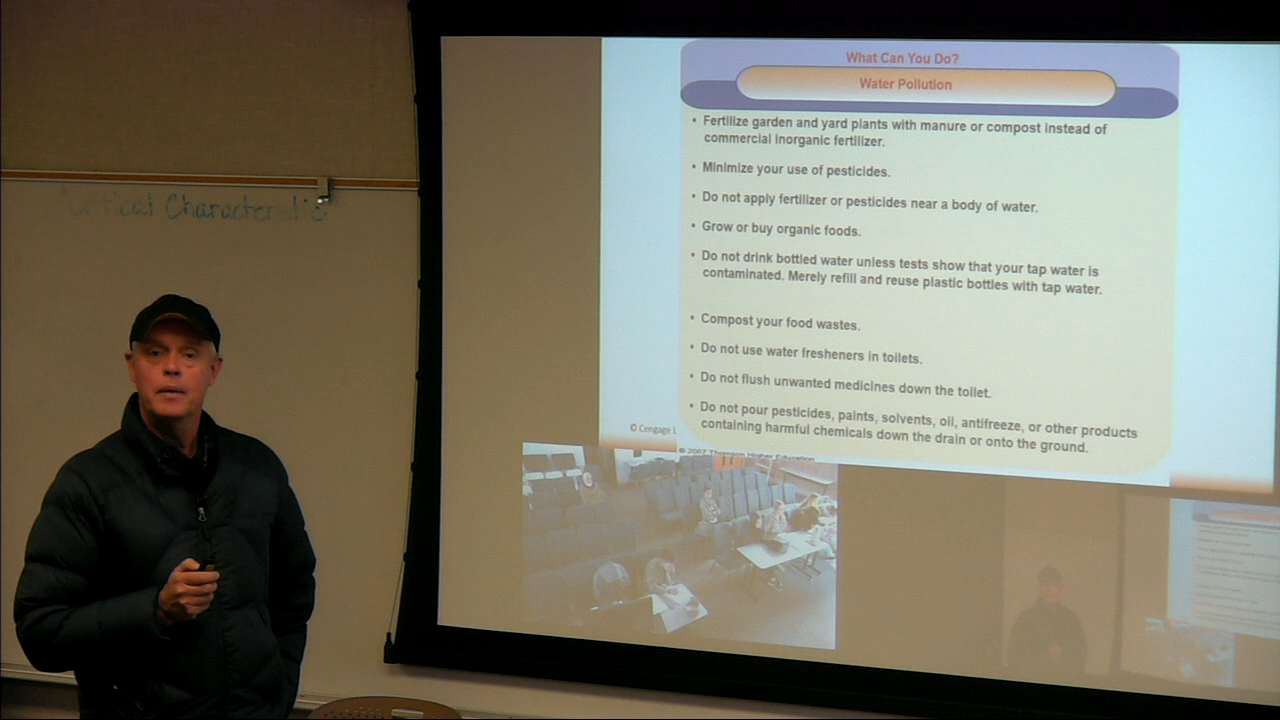 "Critical Characteristic
What Can You Do?
Water Pollution
• Fertilize garden and yard plants with manure or compost instead of
commercial inorganic fertilizer.
• Minimize your use of pesticides.
• Do not apply fertilizer or pesticides near a body of water.
• Grow or buy organic foods.
• Do not drink bottled water unless tests show that your tap water is
contaminated. Merely refill and reuse plastic bottles with tap water.
• Compost your food wastes.
• Do not use water fresheners in toilets.
• Do not flush unwanted medicines down the toilet.
• Do not pour pesticides, paints, solvents, oil, antifreeze, or other products
containing harmful chemicals down the drain or onto the ground.
© Cengage L
© 2007 Thomson Higher Education